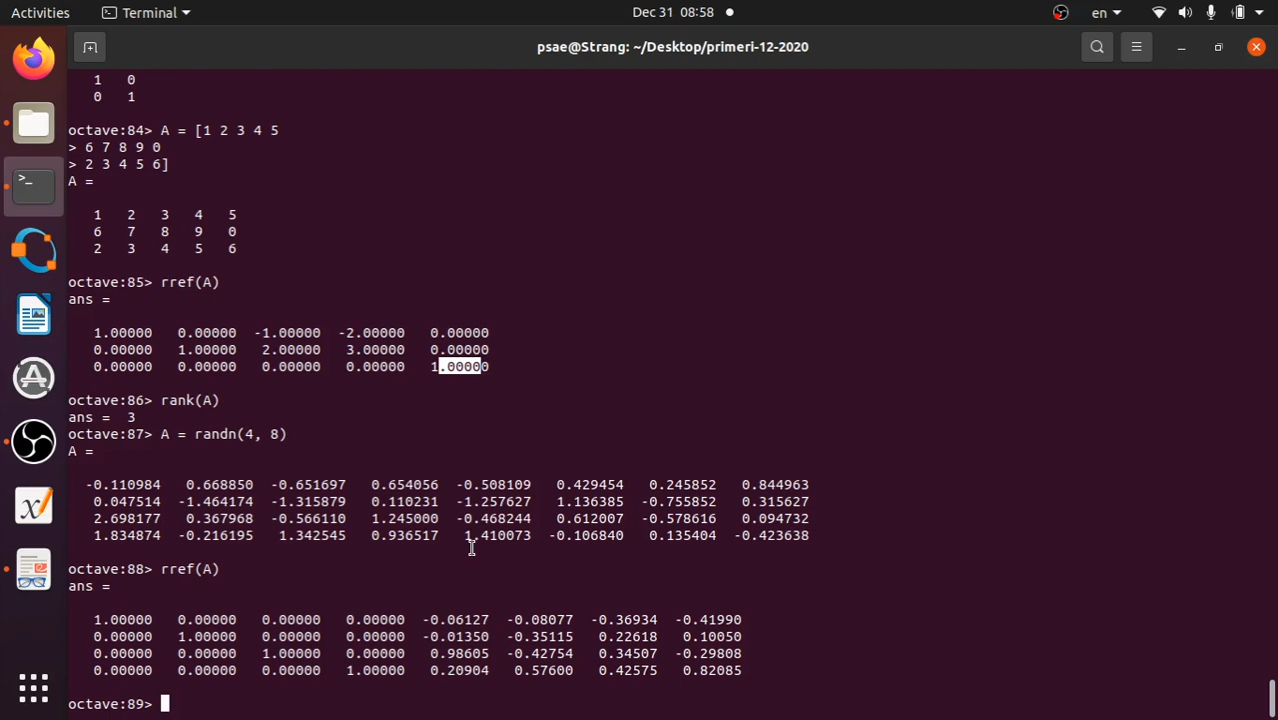 Activities Terminal Dec 31 08:58 en
psae@Strang: ~/Desktop/primeri-12-2020
1 0
0 1
octave:84> A = [1 2 3 4 5
> 6 7 8 9 0
> 2 3 4 5 6]
A =
1 2 3 4 5
6 7 8 9 0
2 3 4 5 6
octave:85> rref(A)
ans =
1.00000 0.00000 -1.00000 -2.00000 0.00000
0.00000 1.00000 2.00000 3.00000 0.00000
0.00000 0.00000 0.00000 0.00000 1.00000
octave:86> rank(A)
ans = 3
octave:87> A = randn(4, 8)
A =
-0.110984 0.668850 -0.651697 0.654056 -0.508109 0.429454 0.245852 0.844963
0.047514 -1.464174 -1.315879 0.110231 -1.257627 1.136385 -0.755852 0.315627
2.698177 0.367968 -0.566110 1.245000 -0.468244 0.612007 -0.578616 0.094732
1.834874 -0.216195 1.342545 0.936517 1.410073 -0.106840 0.135404 -0.423638
octave:88> rref(A)
ans =
1.00000 0.00000 0.00000 0.00000 -0.06127 -0.08077 -0.36934 -0.41990
0.00000 1.00000 0.00000 0.00000 -0.01350 -0.35115 0.22618 0.10050
0.00000 0.00000 1.00000 0.00000 0.98605 -0.42754 0.34507 -0.29808
0.00000 0.00000 0.00000 1.00000 0.20904 0.57600 0.42575 0.82085
octave:89>